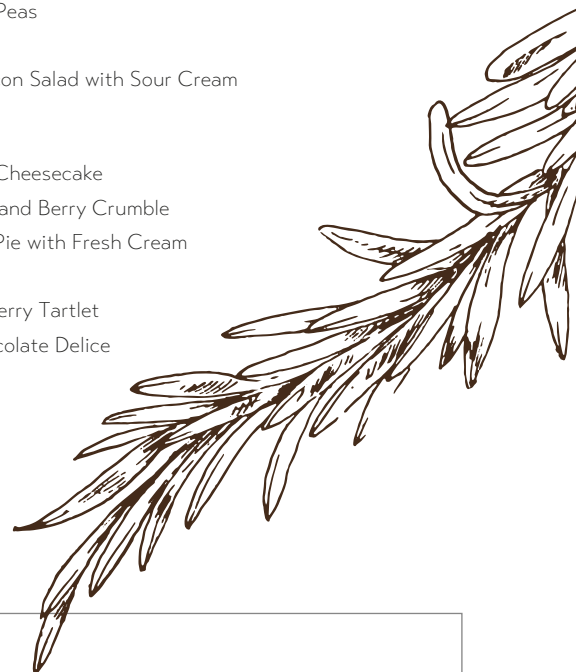 Peas
on Salad with Sour Cream
Cheesecake
and Berry Crumble
Pie with Fresh Cream
erry Tartlet
colate Delice